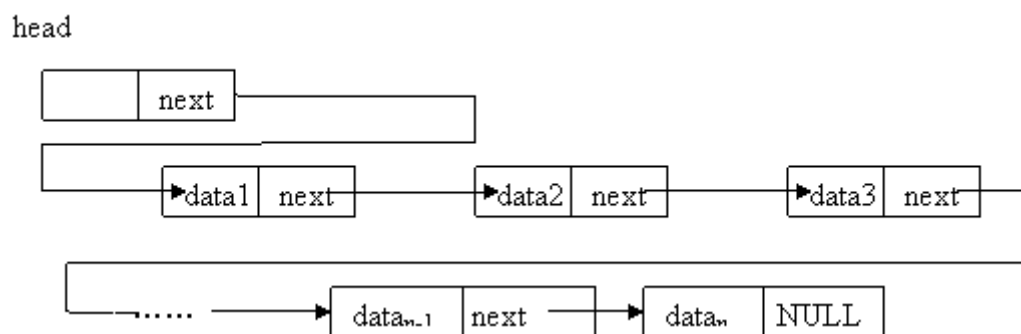 head
next
data1 next data2 next data3 next
...... dataₙ₋₁ next dataₙ NULL